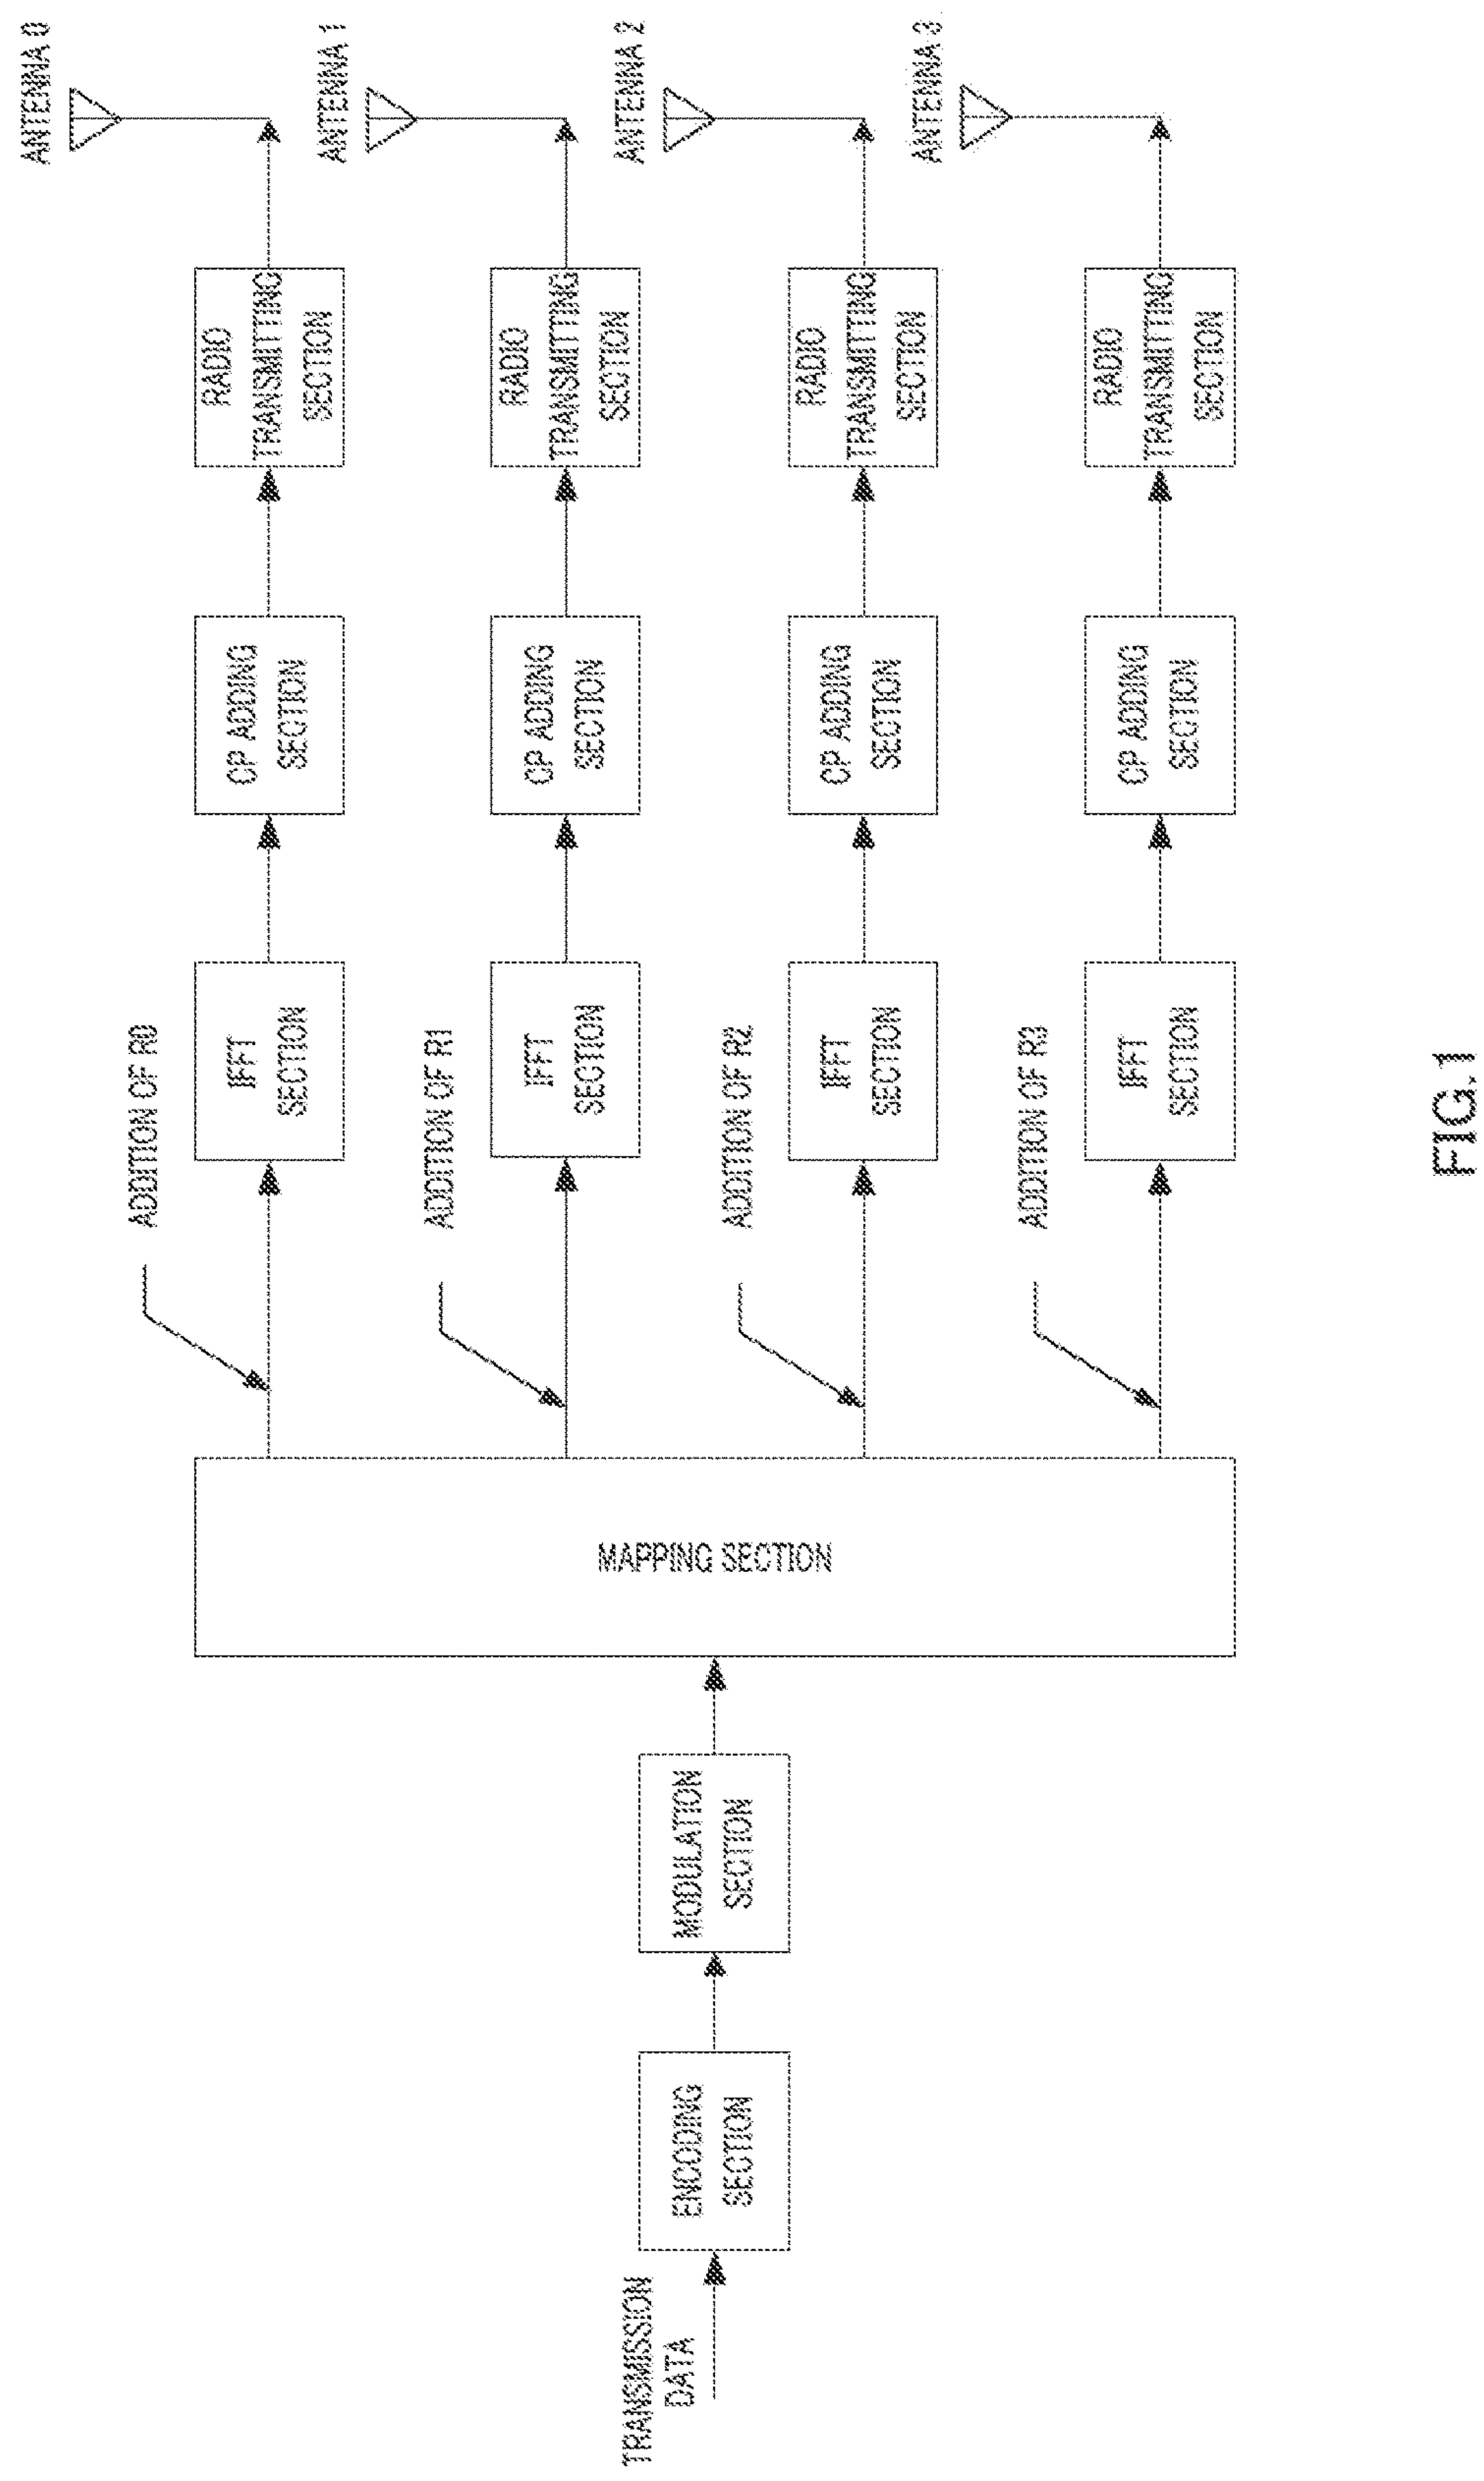 TRANSMISSION
DATA
ENCODING
SECTION
MODULATION
SECTION
MAPPING SECTION
ADDITION OF R0
IFFT
SECTION
CP ADDING
SECTION
RADIO
TRANSMITTING
SECTION
ANTENNA 0
ADDITION OF R1
IFFT
SECTION
CP ADDING
SECTION
RADIO
TRANSMITTING
SECTION
ANTENNA 1
ADDITION OF R2
IFFT
SECTION
CP ADDING
SECTION
RADIO
TRANSMITTING
SECTION
ANTENNA 2
ADDITION OF R3
IFFT
SECTION
CP ADDING
SECTION
RADIO
TRANSMITTING
SECTION
ANTENNA 3
FIG.1